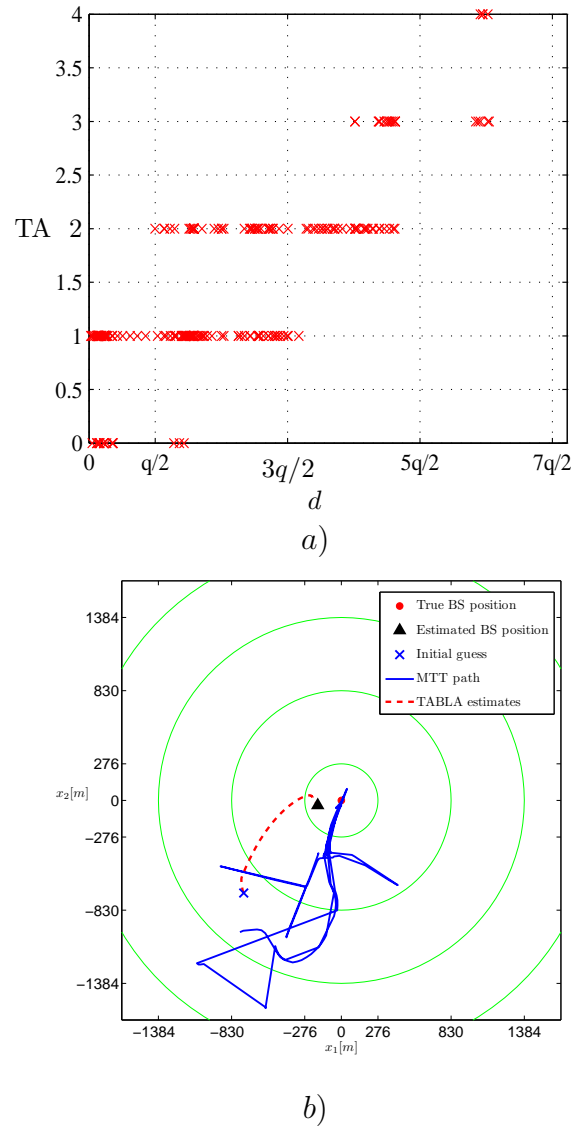 4
3.5
3
2.5
TA 2
1.5
1
0.5
0
0 q/2 3q/2 5q/2 7q/2
d
a)
1384
830
276
x₂[m] 0
−276
−830
−1384
True BS position
Estimated BS position
Initial guess
MTT path
TABLA estimates
−1384 −830 −276 0 276 830 1384
x₁[m]
b)